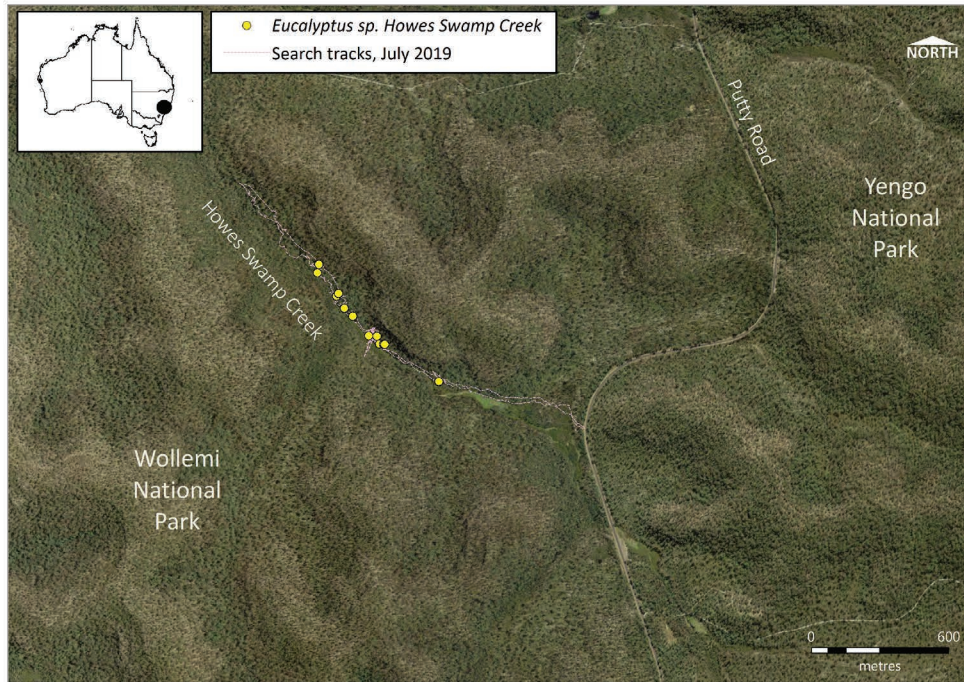 Eucalyptus sp. Howes Swamp Creek
Search tracks, July 2019
NORTH
Putty Road
Yengo
National
Park
Howes Swamp Creek
Wollemi
National
Park
0 600
metres